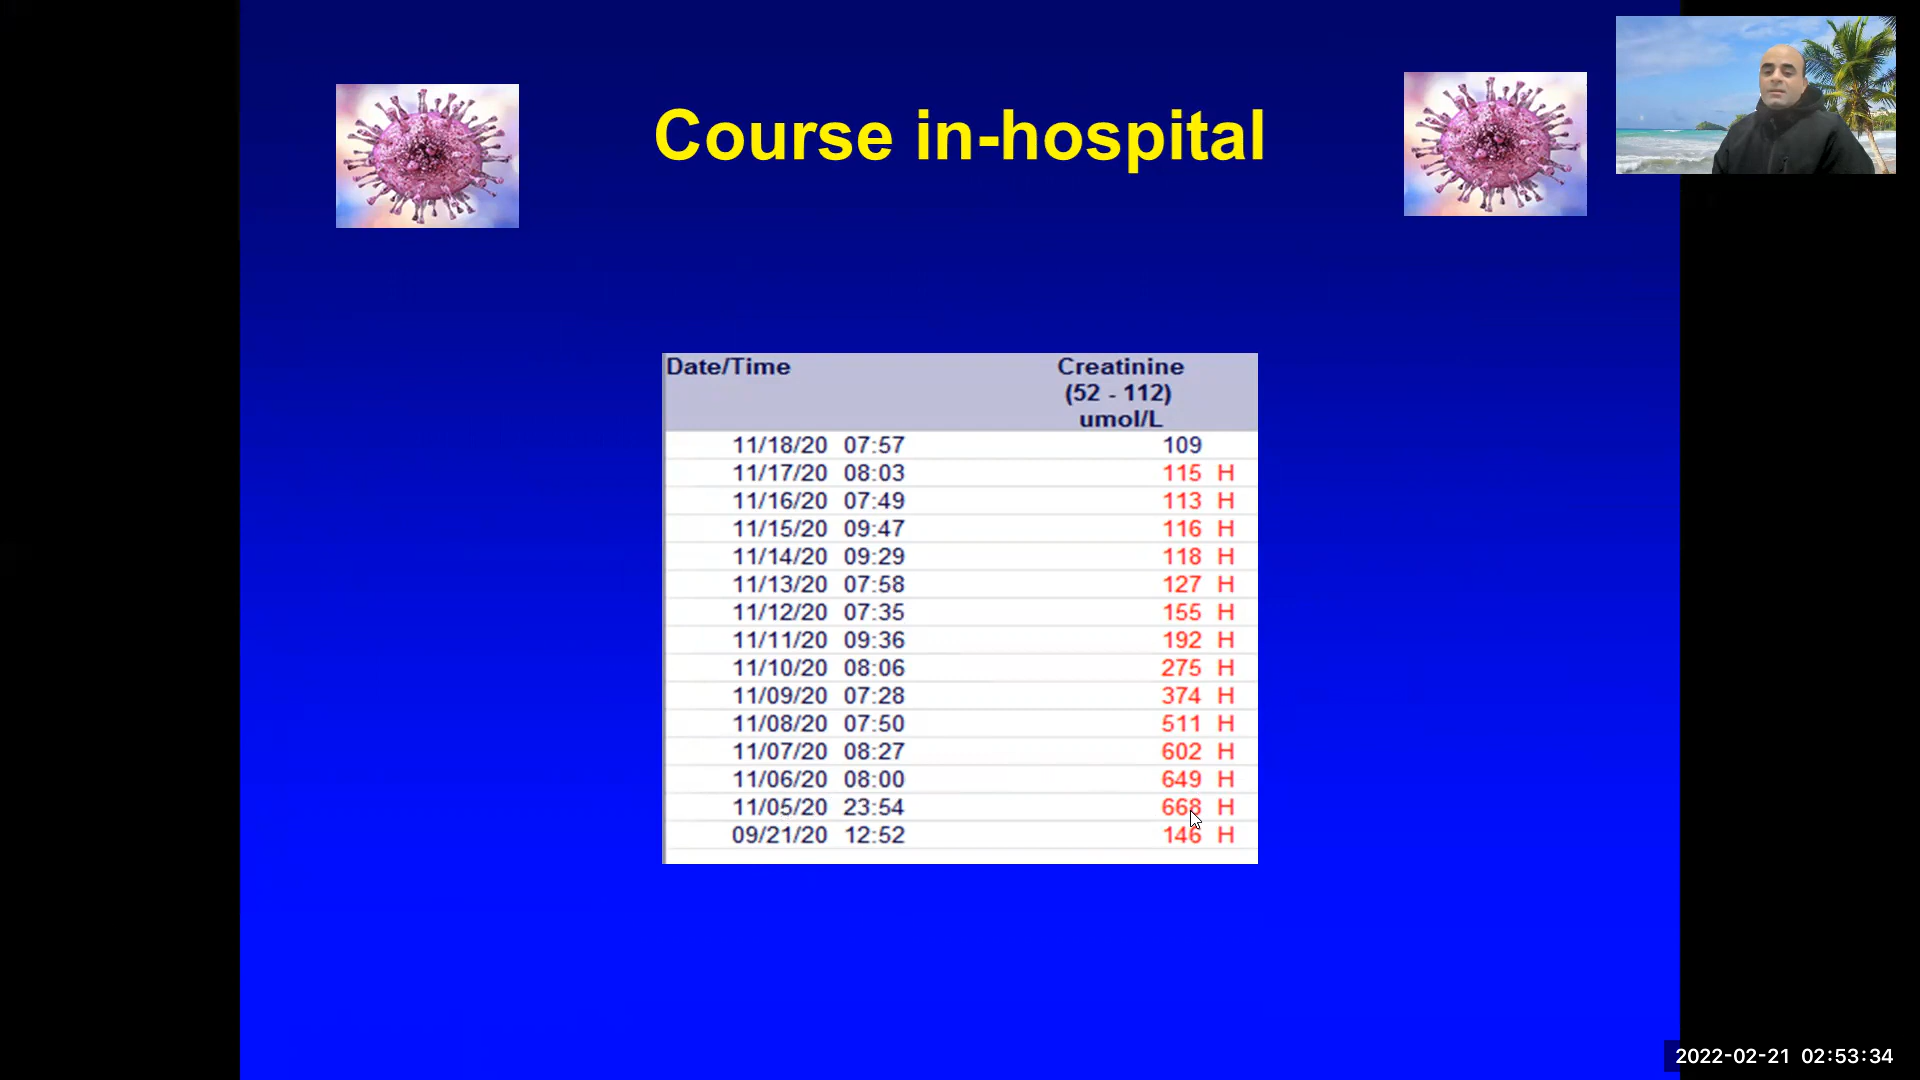 Course in-hospital
Date/Time Creatinine
(52 - 112)
umol/L
11/18/20 07:57 109
11/17/20 08:03 115 H
11/16/20 07:49 113 H
11/15/20 09:47 116 H
11/14/20 09:29 118 H
11/13/20 07:58 127 H
11/12/20 07:35 155 H
11/11/20 09:36 192 H
11/10/20 08:06 275 H
11/09/20 07:28 374 H
11/08/20 07:50 511 H
11/07/20 08:27 602 H
11/06/20 08:00 649 H
11/05/20 23:54 668 H
09/21/20 12:52 146 H
2022-02-21 02:53:34